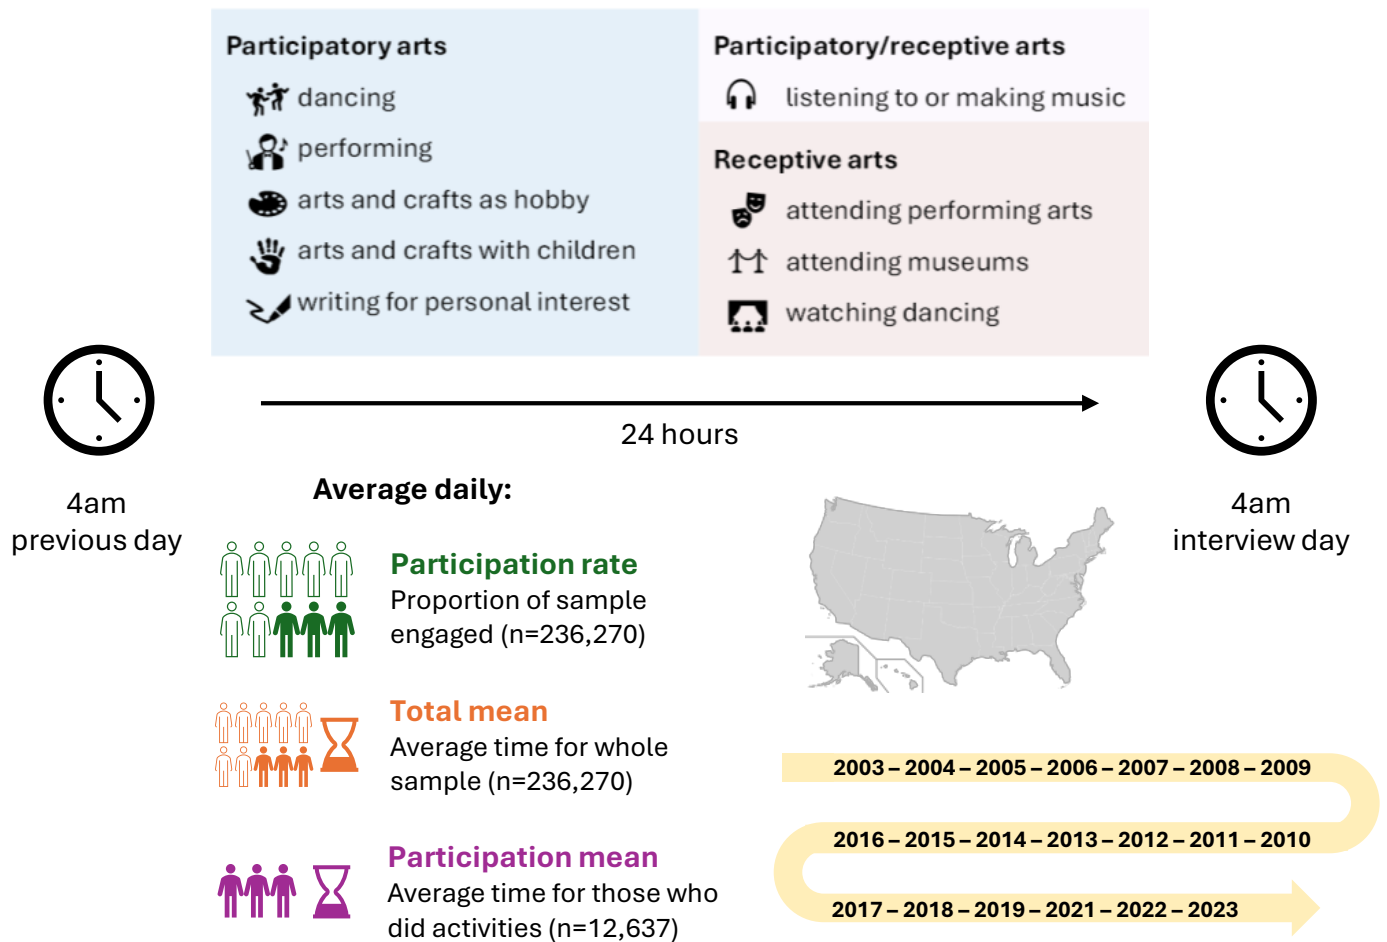 Participatory arts
dancing
performing
arts and crafts as hobby
arts and crafts with children
writing for personal interest
Participatory/receptive arts
listening to or making music
Receptive arts
attending performing arts
attending museums
watching dancing
4am
previous day
24 hours
4am
interview day
Average daily:
Participation rate
Proportion of sample
engaged (n=236,270)
Total mean
Average time for whole
sample (n=236,270)
Participation mean
Average time for those who
did activities (n=12,637)
2003 – 2004 – 2005 – 2006 – 2007 – 2008 – 2009
2016 – 2015 – 2014 – 2013 – 2012 – 2011 – 2010
2017 – 2018 – 2019 – 2021 – 2022 – 2023